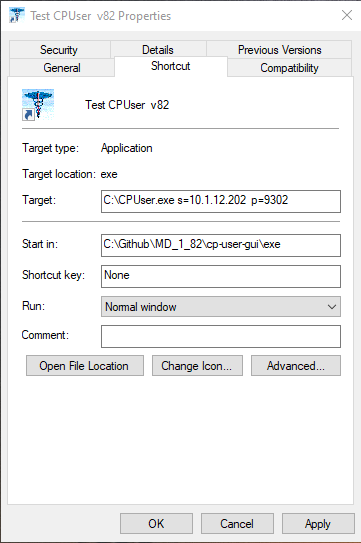 Test CPUser v82 Properties
Security Details Previous Versions
General Shortcut Compatibility
Test CPUser v82
Target type: Application
Target location: exe
Target: C:\CPUser.exe s=10.1.12.202 p=9302
Start in: C:\Github\MD_1_82\cp-user-gui\exe
Shortcut key: None
Run: Normal window
Comment:
Open File Location Change Icon... Advanced...
OK Cancel Apply